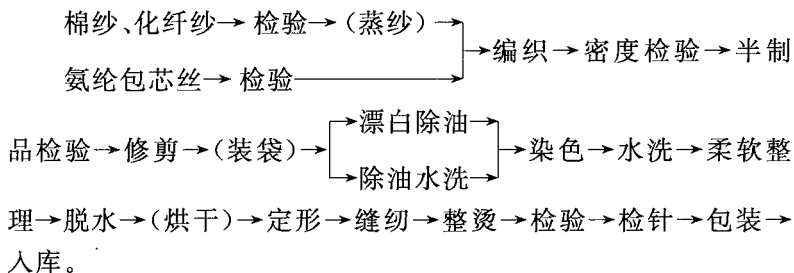 棉纱、化纤纱→检验→(蒸纱)
→编织→密度检验→半制
氨纶包芯丝→检验
→漂白除油→
品检验→修剪→(装袋)→ →染色→水洗→柔软整
→除油水洗→
理→脱水→(烘干)→定形→缝纫→整烫→检验→检针→包装→
入库。